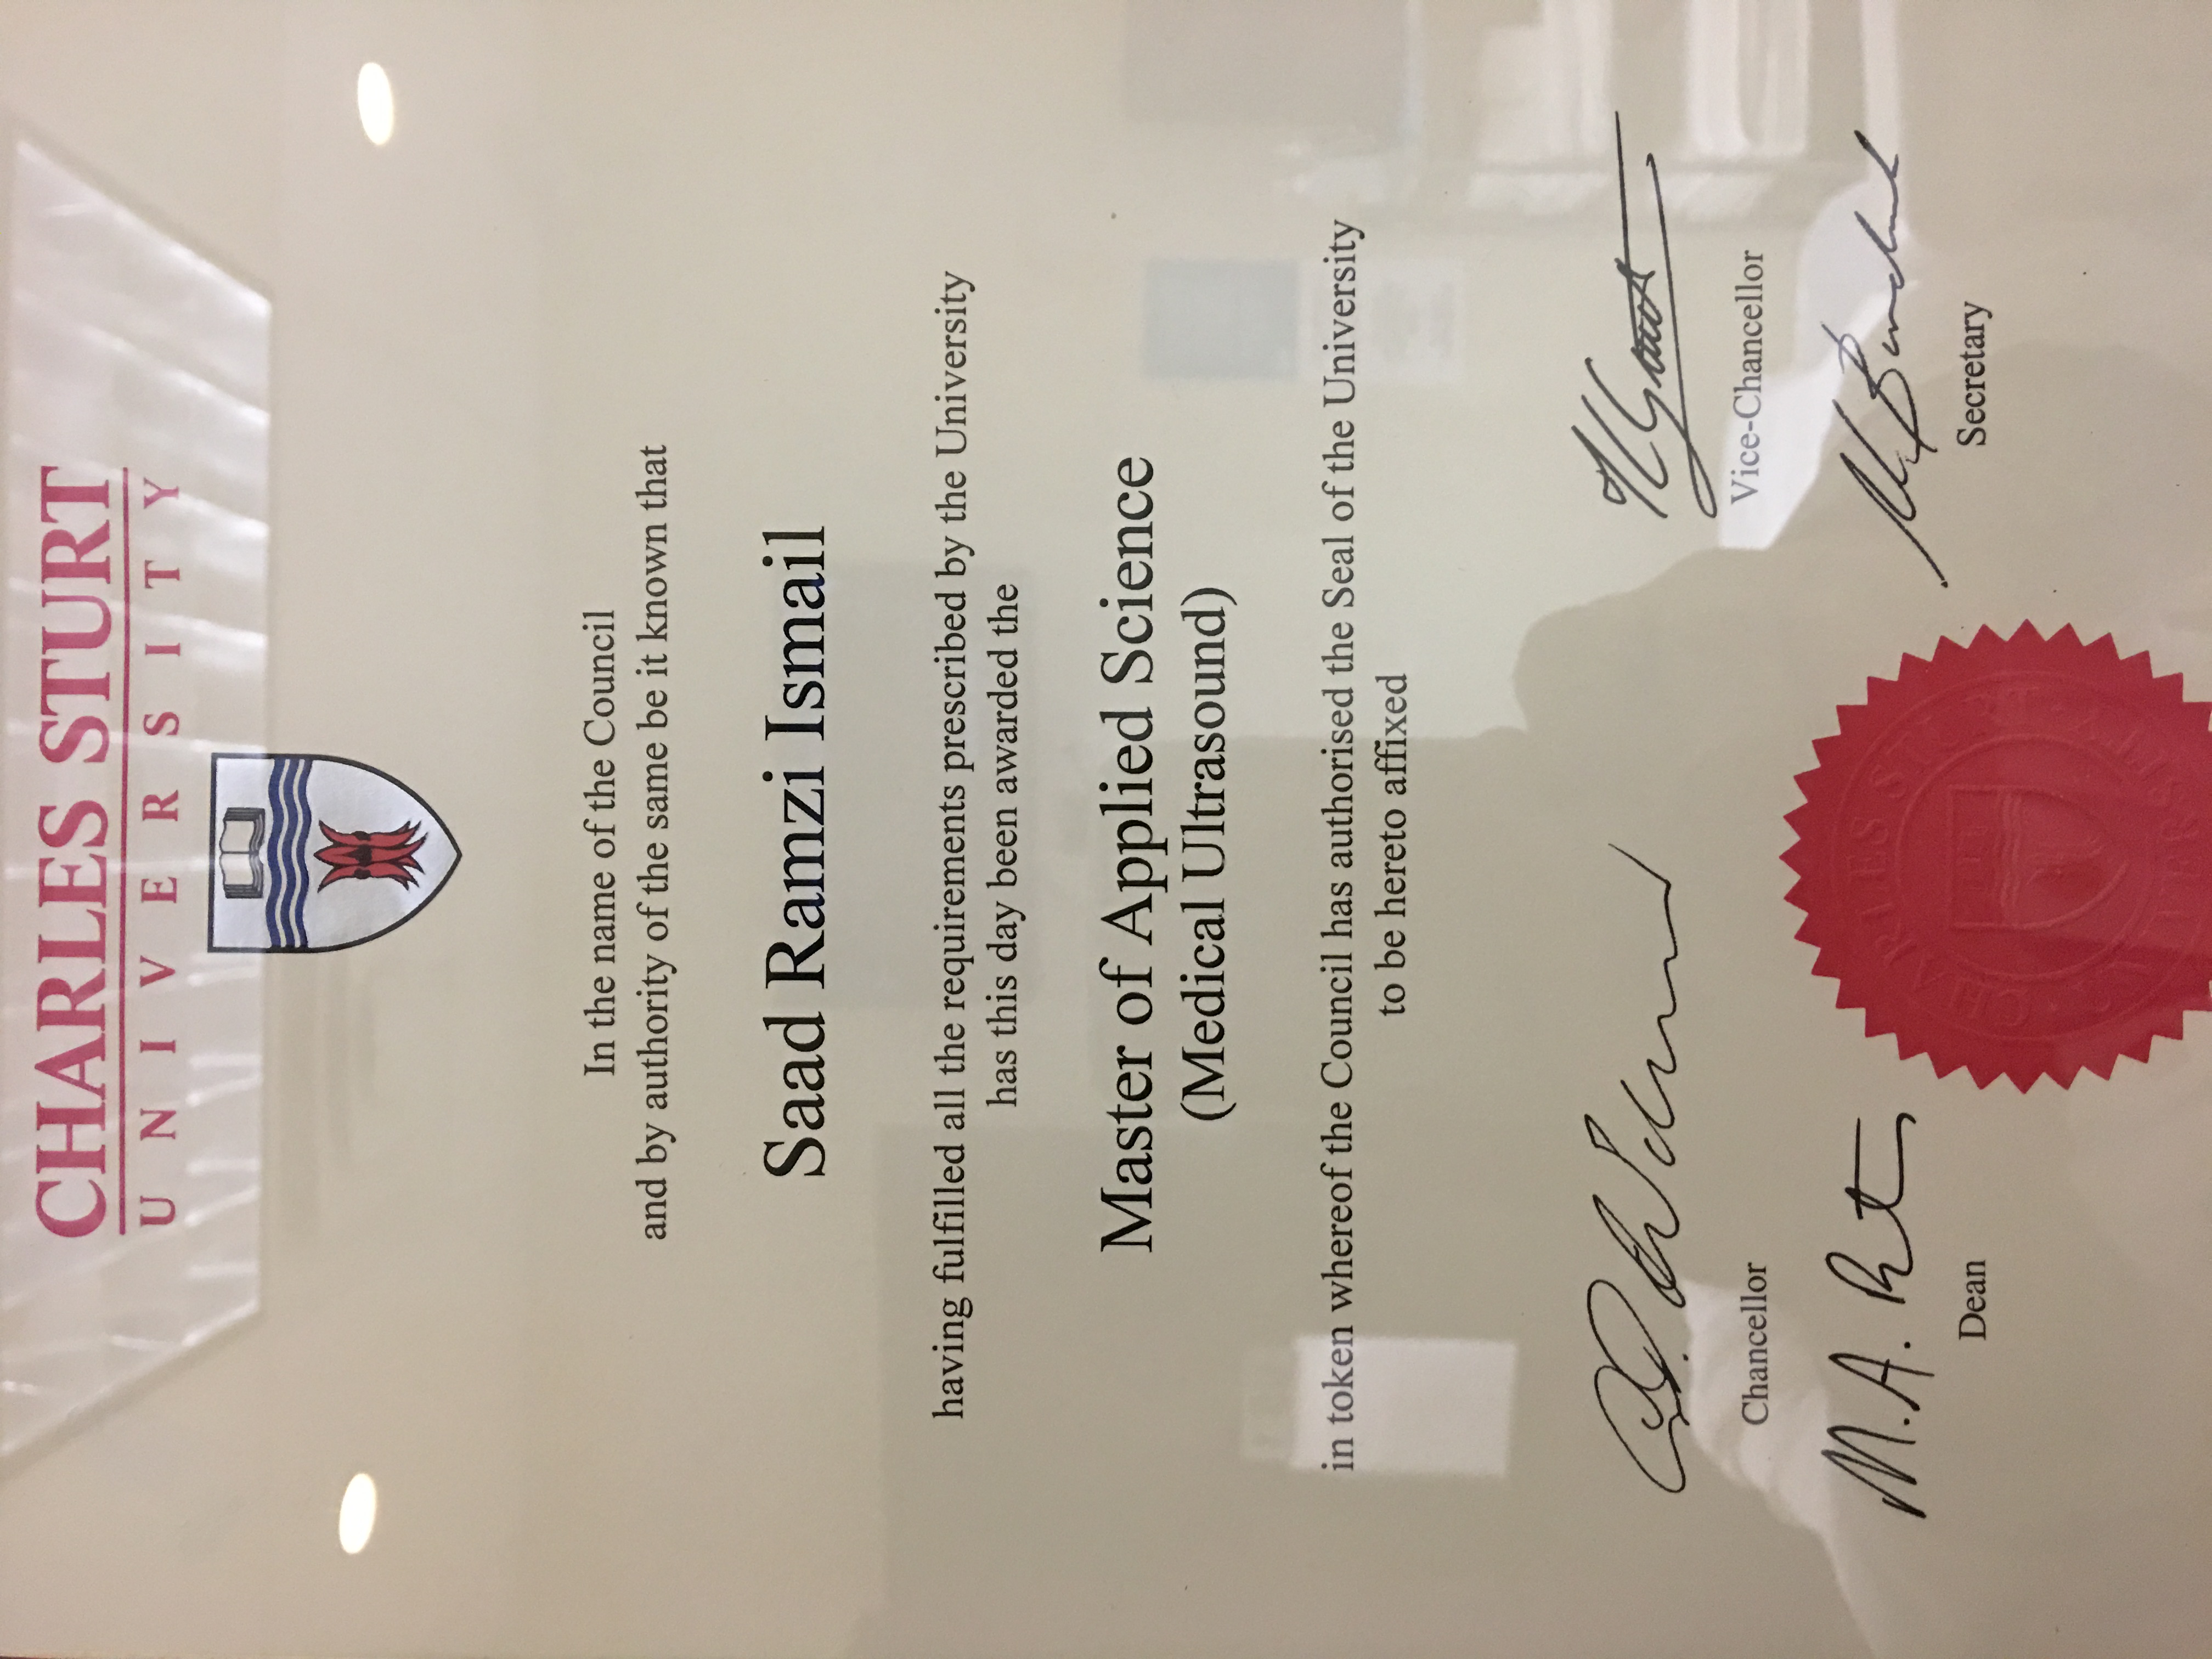 CHARLES STURT
UNIVERSITY
In the name of the Council
and by authority of the same be it known that
Saad Ramzi Ismail
having fulfilled all the requirements prescribed by the University
has this day been awarded the
Master of Applied Science
(Medical Ultrasound)
in token whereof the Council has authorised the Seal of the University
to be hereto affixed
Chancellor
Vice-Chancellor
M.A.
Dean
Secretary
CHARLES STURT